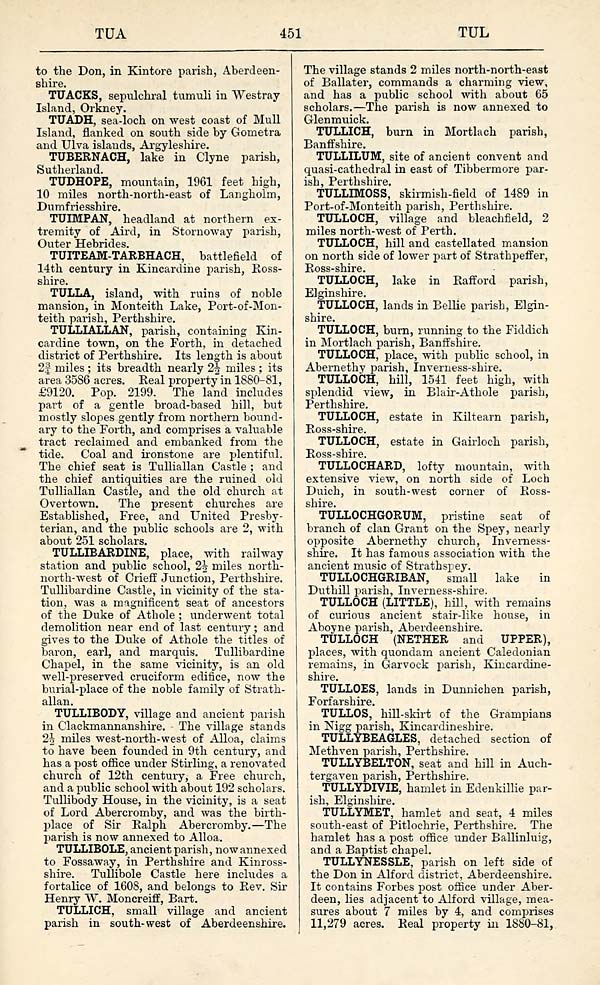 TUA 451 TUL
to the Don, in Kintore parish, Aberdeen-
shire.
TUACKS, sepulchral tumuli in Westray
Island, Orkney.
TUADH, sea-loch on west coast of Mull
Island, flanked on south side by Gometra
and Ulva islands, Argyleshire.
TUBERNACH, lake in Clyne parish,
Sutherland.
TUDHOPE, mountain, 1961 feet high,
10 miles north-north-east of Langholm,
Dumfriesshire.
TUIMPAN, headland at northern ex-
tremity of Aird, in Stornoway parish,
Outer Hebrides.
TUITEAM-TARBHACH, battlefield of
14th century in Kincardine parish, Ross-
shire.
TULLA, island, with ruins of noble
mansion, in Monteith Lake, Port-of-Mon-
teith parish, Perthshire.
TULLIALLAN, parish, containing Kin-
cardine town, on the Forth, in detached
district of Perthshire. Its length is about
2¾ miles; its breadth nearly 2½ miles; its
area 3586 acres. Real property in 1880-81,
£9120. Pop. 2199. The land includes
part of a gentle broad-based hill, but
mostly slopes gently from northern bound-
ary to the Forth, and comprises a valuable
tract reclaimed and embanked from the
tide. Coal and ironstone are plentiful.
The chief seat is Tulliallan Castle; and
the chief antiquities are the ruined old
Tulliallan Castle, and the old church at
Overtown. The present churches are
Established, Free, and United Presby-
terian, and the public schools are 2, with
about 251 scholars.
TULLIBARDINE, place, with railway
station and public school, 2½ miles north-
north-west of Crieff Junction, Perthshire.
Tullibardine Castle, in vicinity of the sta-
tion, was a magnificent seat of ancestors
of the Duke of Athole; underwent total
demolition near end of last century; and
gives to the Duke of Athole the titles of
baron, earl, and marquis. Tullibardine
Chapel, in the same vicinity, is an old
well-preserved cruciform edifice, now the
burial-place of the noble family of Strath-
allan.
TULLIBODY, village and ancient parish
in Clackmannanshire. The village stands
2½ miles west-north-west of Alloa, claims
to have been founded in 9th century, and
has a post office under Stirling, a renovated
church of 12th century, a Free church,
and a public school with about 192 scholars.
Tullibody House, in the vicinity, is a seat
of Lord Abercromby, and was the birth-
place of Sir Ralph Abercromby.—The
parish is now annexed to Alloa.
TULLIBOLE, ancient parish, now annexed
to Fossaway, in Perthshire and Kinross-
shire. Tullibole Castle here includes a
fortalice of 1608, and belongs to Rev. Sir
Henry W. Moncreiff, Bart.
TULLICH, small village and ancient
parish in south-west of Aberdeenshire.
The village stands 2 miles north-north-east
of Ballater, commands a charming view,
and has a public school with about 65
scholars.—The parish is now annexed to
Glenmuick.
TULLICH, burn in Mortlach parish,
Banffshire.
TULLILUM, site of ancient convent and
quasi-cathedral in east of Tibbermore par-
ish, Perthshire.
TULLIMOSS, skirmish-field of 1489 in
Port-of-Monteith parish, Perthshire.
TULLOCH, village and bleachfield, 2
miles north-west of Perth.
TULLOCH, hill and castellated mansion
on north side of lower part of Strathpeffer,
Ross-shire.
TULLOCH, lake in Rafford parish,
Elginshire.
TULLOCH, lands in Bellie parish, Elgin-
shire.
TULLOCH, burn, running to the Fiddich
in Mortlach parish, Banffshire.
TULLOCH, place, with public school, in
Abernethy parish, Inverness-shire.
TULLOCH, hill, 1541 feet high, with
splendid view, in Blair-Athole parish,
Perthshire.
TULLOCH, estate in Kiltearn parish,
Ross-shire.
TULLOCH, estate in Gairloch parish,
Ross-shire.
TULLOCHARD, lofty mountain, with
extensive view, on north side of Loch
Duich, in south-west corner of Ross-
shire.
TULLOCHGORUM, pristine seat of
branch of clan Grant on the Spey, nearly
opposite Abernethy church, Inverness-
shire. It has famous association with the
ancient music of Strathspey.
TULLOCHGRIBAN, small lake in
Duthill parish, Inverness-shire.
TULLOCH (LITTLE), hill, with remains
of curious ancient stair-like house, in
Aboyne parish, Aberdeenshire.
TULLOCH (NETHER and UPPER),
places, with quondam ancient Caledonian
remains, in Garvock parish, Kincardine-
shire.
TULLOES, lands in Dunnichen parish,
Forfarshire.
TULLOS, hill-skirt of the Grampians
in Nigg parish, Kincardineshire.
TULLYBEAGLES, detached section of
Methven parish, Perthshire.
TULLYBELTON, seat and hill in Auch-
tergaven parish, Perthshire.
TULLYDIVIE, hamlet in Edenkillie par-
ish, Elginshire.
TULLYMET, hamlet and seat, 4 miles
south-east of Pitlochrie, Perthshire. The
hamlet has a post office under Ballinluig,
and a Baptist chapel.
TULLYNESSLE, parish on left side of
the Don in Alford district, Aberdeenshire.
It contains Forbes post office under Aber-
deen, lies adjacent to Alford village, mea-
sures about 7 miles by 4, and comprises
11,279 acres. Real property in 1880-81,